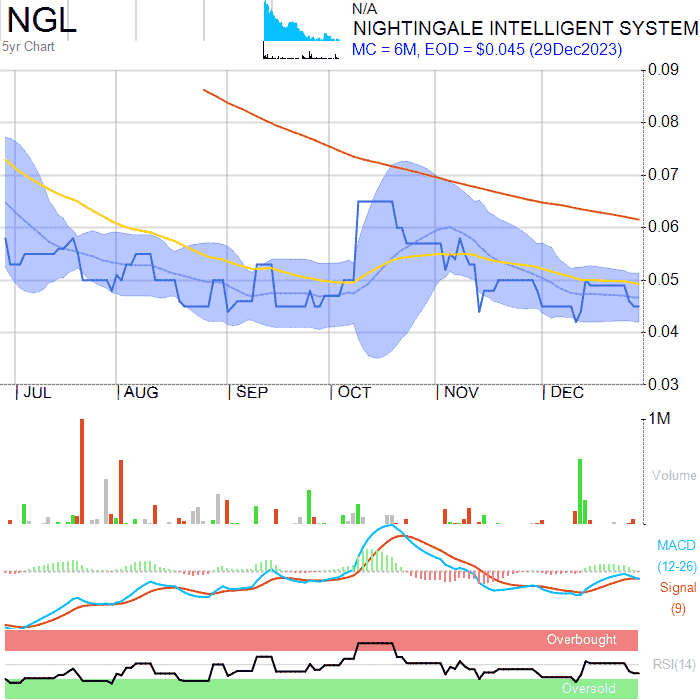 NGL
5yr Chart
N/A
NIGHTINGALE INTELLIGENT SYSTEM
MC = 6M, EOD = $0.045 (29Dec2023)
0.09
0.08
0.07
0.06
0.05
0.04
0.03
JUL AUG SEP OCT NOV DEC
1M
Volume
MACD
(12-26)
Signal
(9)
Overbought
RSI(14)
Oversold